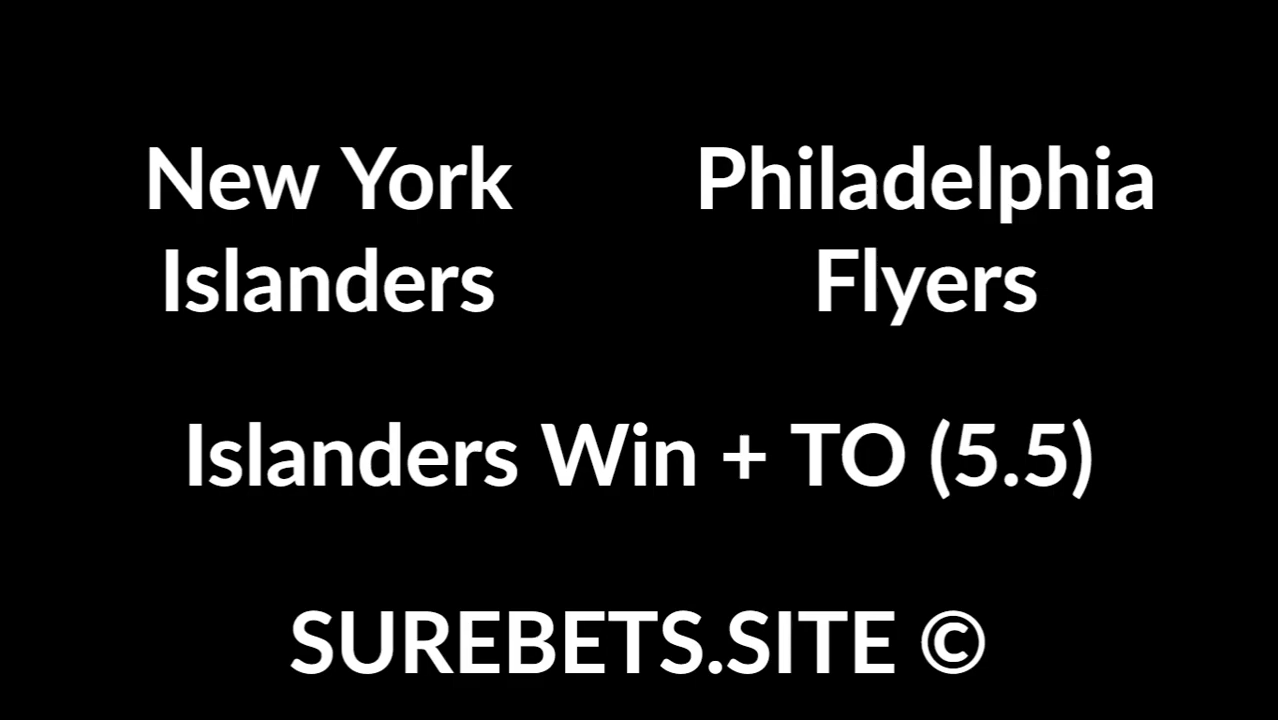 New York
Islanders
Philadelphia
Flyers
Islanders Win + TO (5.5)
SUREBETS.SITE ©